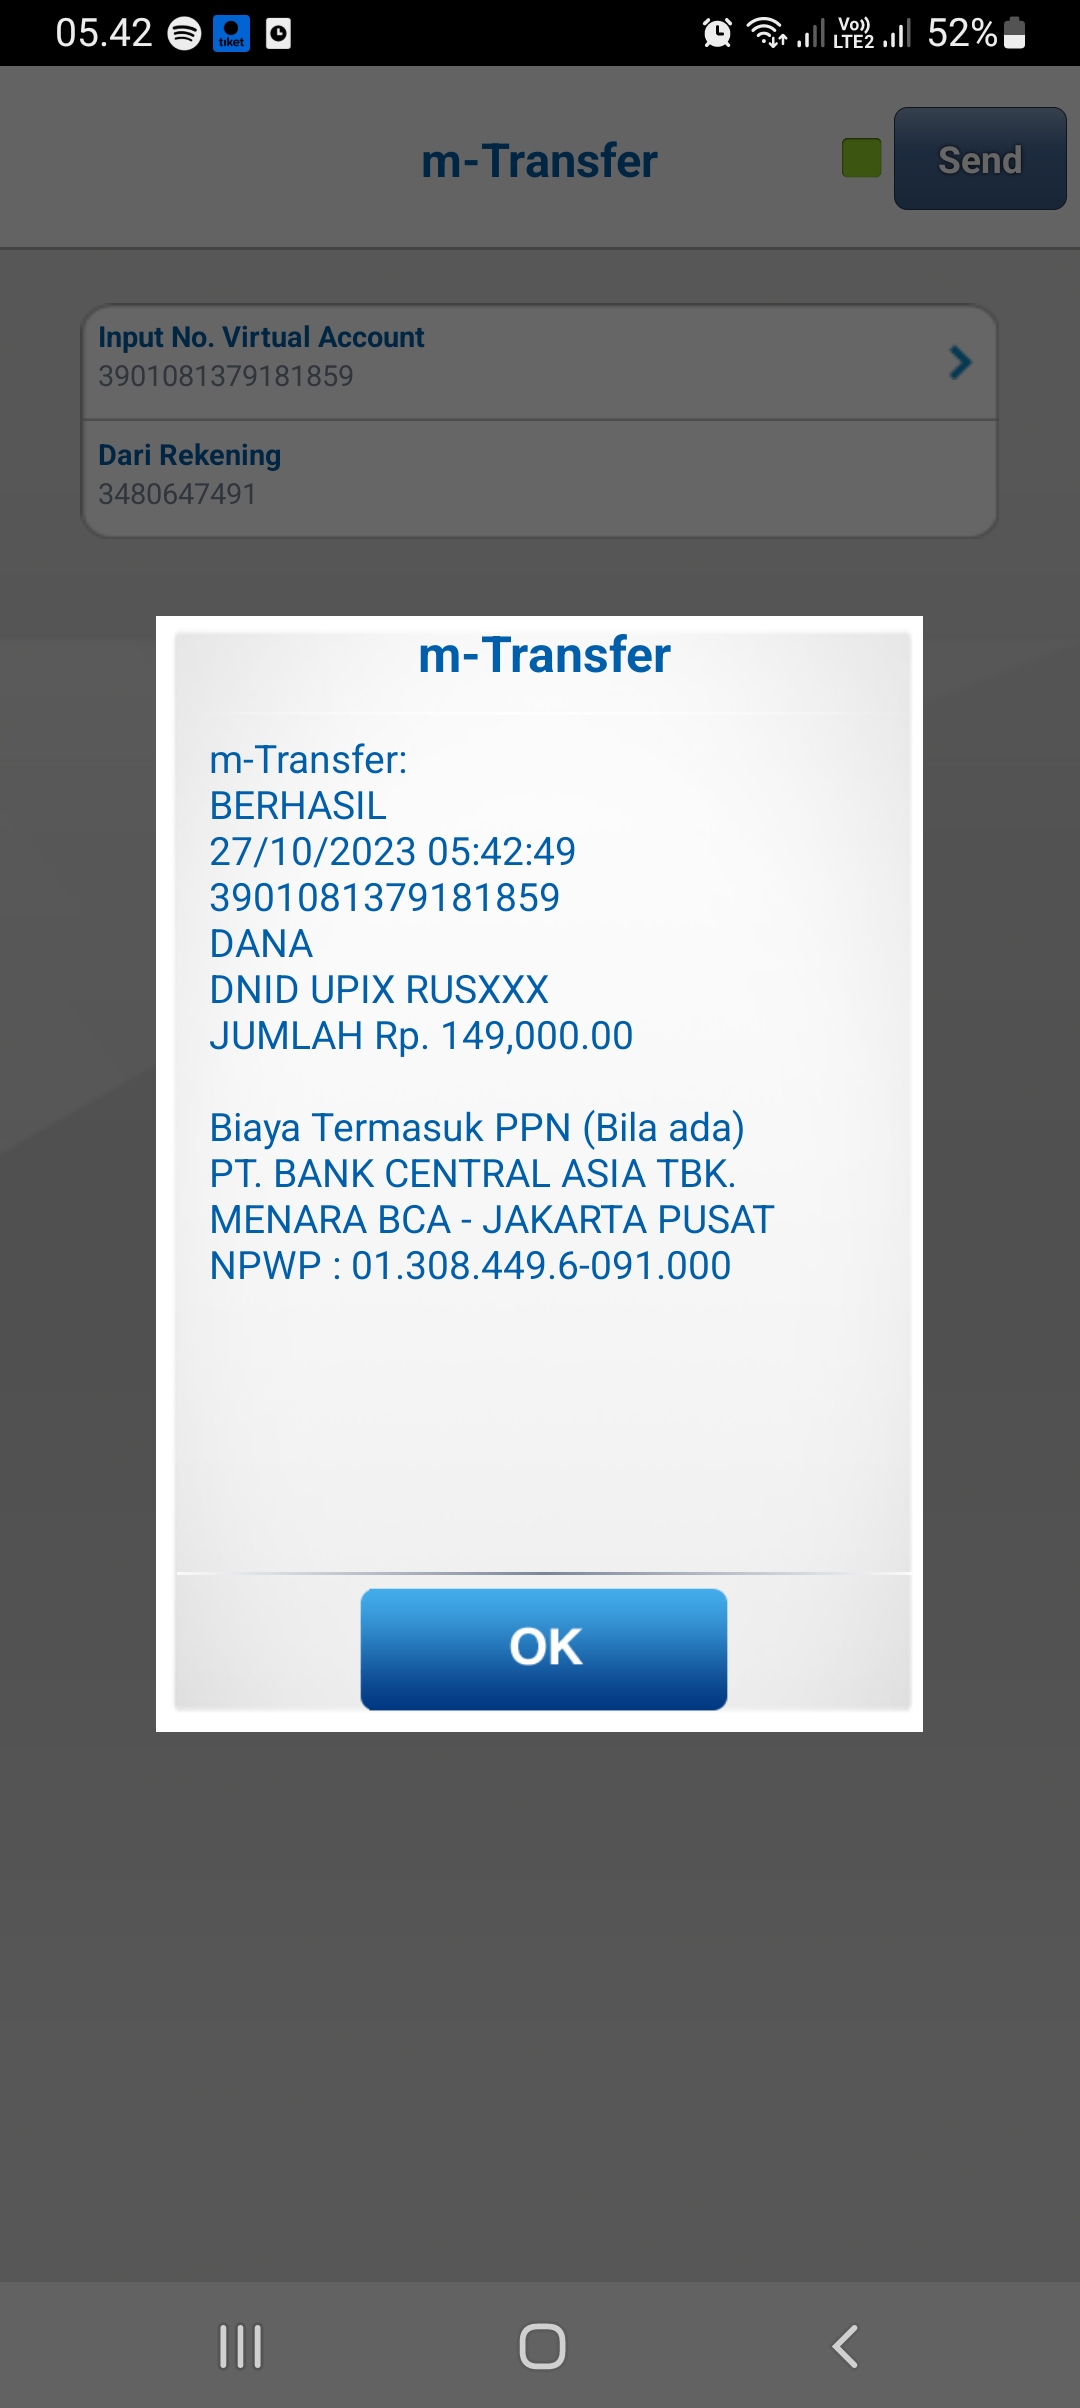 05.42
tiket
Vo))
LTE2
52%
m-Transfer
Send
Input No. Virtual Account
3901081379181859
Dari Rekening
3480647491
m-Transfer
m-Transfer:
BERHASIL
27/10/2023 05:42:49
3901081379181859
DANA
DNID UPIX RUSXXX
JUMLAH Rp. 149,000.00
Biaya Termasuk PPN (Bila ada)
PT. BANK CENTRAL ASIA TBK.
MENARA BCA - JAKARTA PUSAT
NPWP : 01.308.449.6-091.000
OK